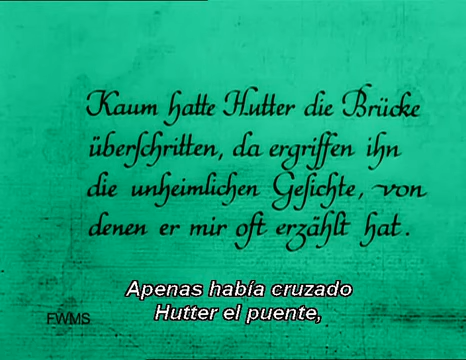 Kaum hatte Hutter die Brücke
überschritten, da ergriffen ihn
die unheimlichen Gesichte, von
denen er mir oft erzählt hat.
Apenas había cruzado
Hutter el puente,
FWMS